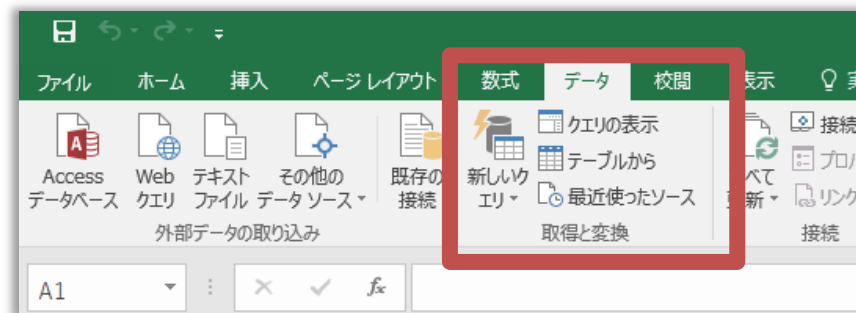 ファイル ホーム 挿入 ページ レイアウト 数式 データ 校閲 表示
Access
データベース
Web
クエリ
テキスト
ファイル
その他の
データ ソース
既存の
接続
新しいク
エリ
クエリの表示
テーブルから
最近使ったソース
接続
外部データの取り込み 取得と変換 接続
A1 fx